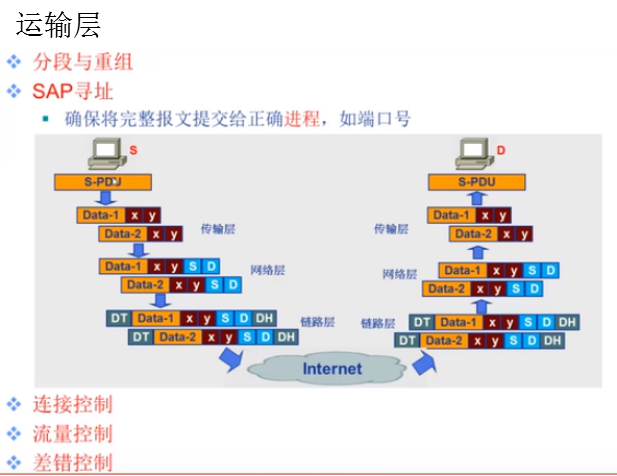 运输层
分段与重组
SAP寻址
确保将完整报文提交给正确进程，如端口号
S
D
S-PDU
S-PDU
Data-1 x y
Data-2 x y
传输层
传输层
Data-1 x y
Data-2 x y
Data-1 x y S D
Data-2 x y S D
网络层
网络层
Data-1 x y S D
Data-2 x y S D
DT Data-1 x y S D DH
DT Data-2 x y S D DH
链路层
链路层
DT Data-1 x y S D DH
DT Data-2 x y S D DH
Internet
连接控制
流量控制
差错控制